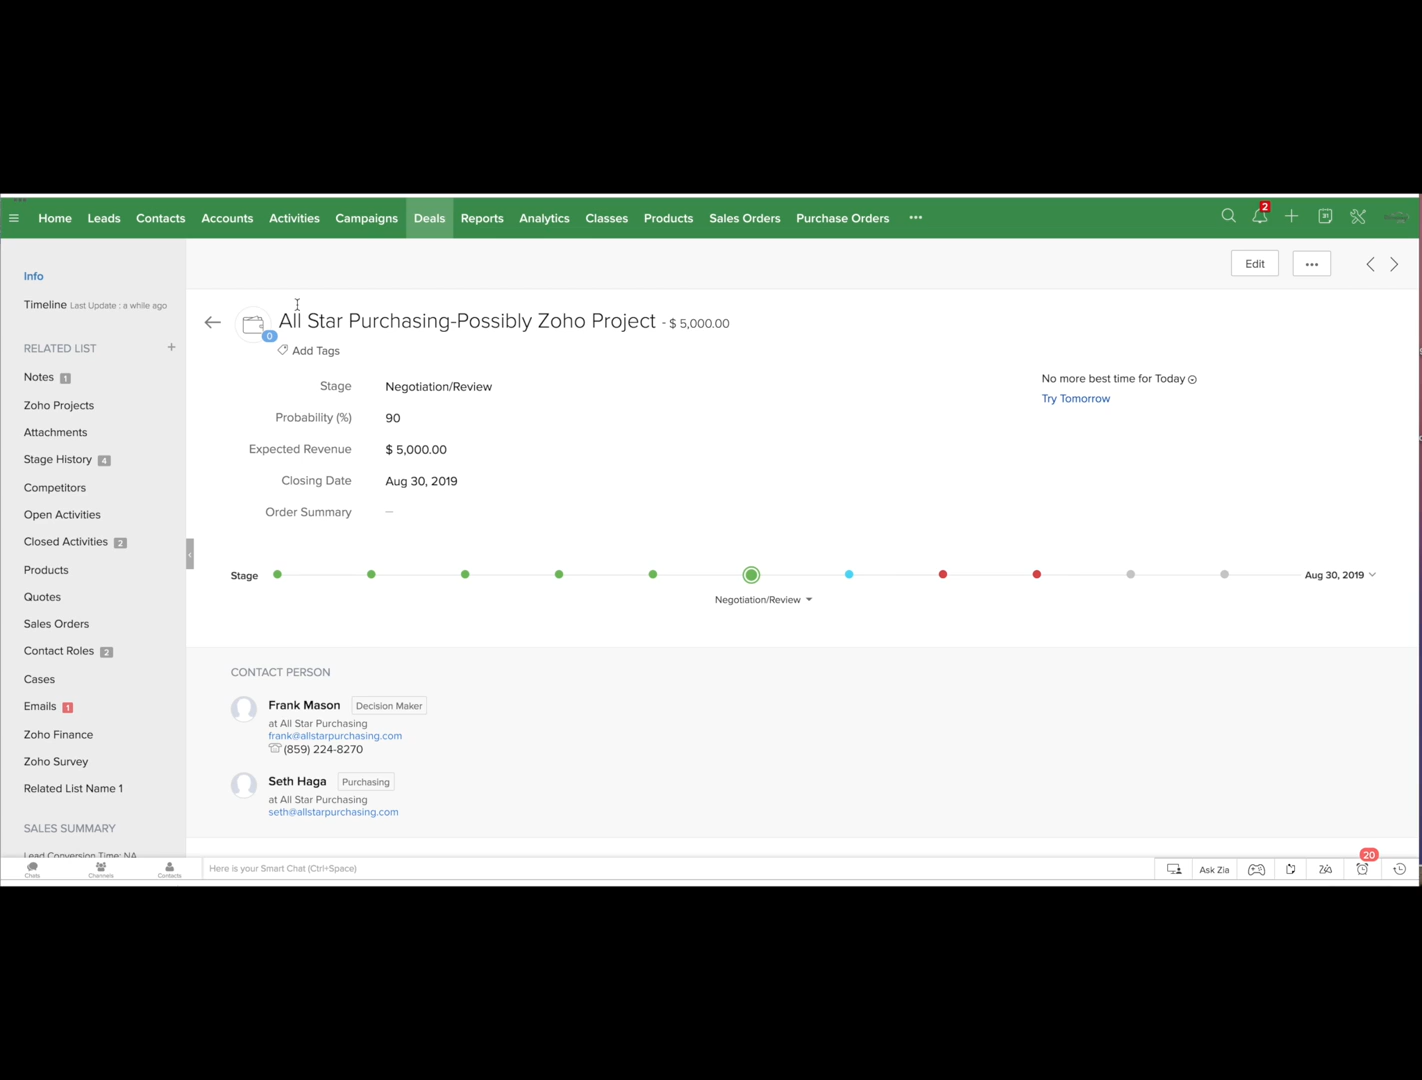 Home Leads Contacts Accounts Activities Campaigns Deals Reports Analytics Classes Products Sales Orders Purchase Orders ••• 2 31
Edit •••
Info
Timeline Last Update : a while ago
RELATED LIST +
Notes 1
Zoho Projects
Attachments
Stage History 4
Competitors
Open Activities
Closed Activities 2
Products
Quotes
Sales Orders
Contact Roles 2
Cases
Emails 1
Zoho Finance
Zoho Survey
Related List Name 1
SALES SUMMARY
Lead Conversion Time: NA
All Star Purchasing-Possibly Zoho Project - $ 5,000.00
0
Add Tags
Stage Negotiation/Review
Probability (%) 90
Expected Revenue $ 5,000.00
Closing Date Aug 30, 2019
Order Summary —
No more best time for Today
Try Tomorrow
Stage Aug 30, 2019
Negotiation/Review
CONTACT PERSON
Frank Mason Decision Maker
at All Star Purchasing
frank@allstarpurchasing.com
(859) 224-8270
Seth Haga Purchasing
at All Star Purchasing
seth@allstarpurchasing.com
Chats Channels Contacts Here is your Smart Chat (Ctrl+Space) Ask Zia 20